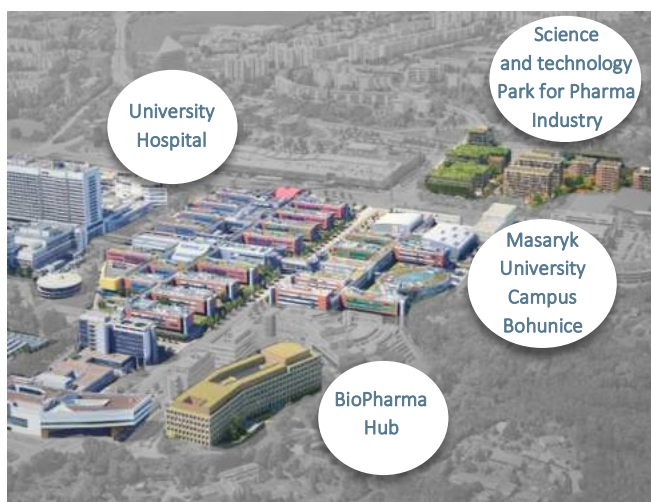 Science
and technology
Park for Pharma
Industry
University
Hospital
Masaryk
University
Campus
Bohunice
BioPharma
Hub